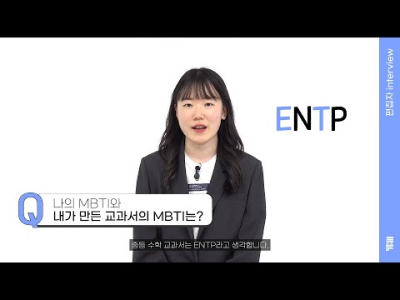 ENTP
편집자 interview
Q
나의 MBTI와
내가 만든 교과서의 MBTI는?
중등 수학 교과서는 ENTP라고 생각합니다.